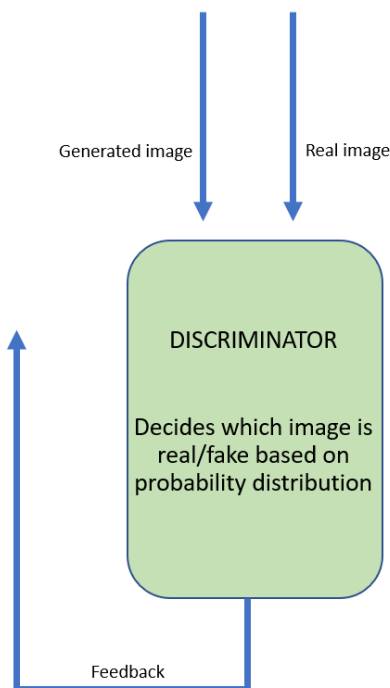 Generated image
Real image
DISCRIMINATOR
Decides which image is
real/fake based on
probability distribution
Feedback